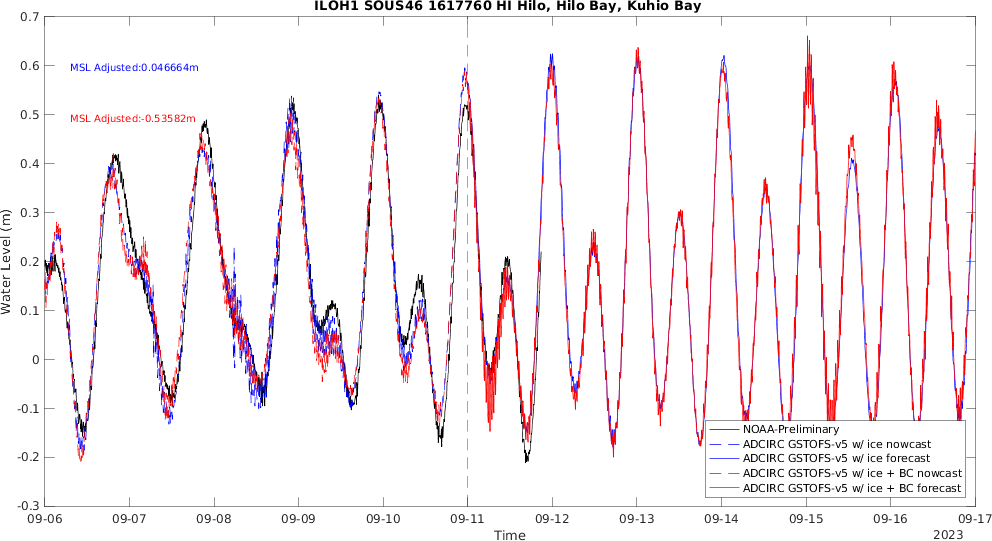 ILOH1 SOUS46 1617760 HI Hilo, Hilo Bay, Kuhio Bay
0.7
0.6
0.5
0.4
0.3
0.2
0.1
0
-0.1
-0.2
-0.3
Water Level (m)
MSL Adjusted:0.046664m
MSL Adjusted:-0.53582m
NOAA-Preliminary
ADCIRC GSTOFS-v5 w/ ice nowcast
ADCIRC GSTOFS-v5 w/ ice forecast
ADCIRC GSTOFS-v5 w/ ice + BC nowcast
ADCIRC GSTOFS-v5 w/ ice + BC forecast
09-06 09-07 09-08 09-09 09-10 09-11 09-12 09-13 09-14 09-15 09-16 09-17
Time
2023